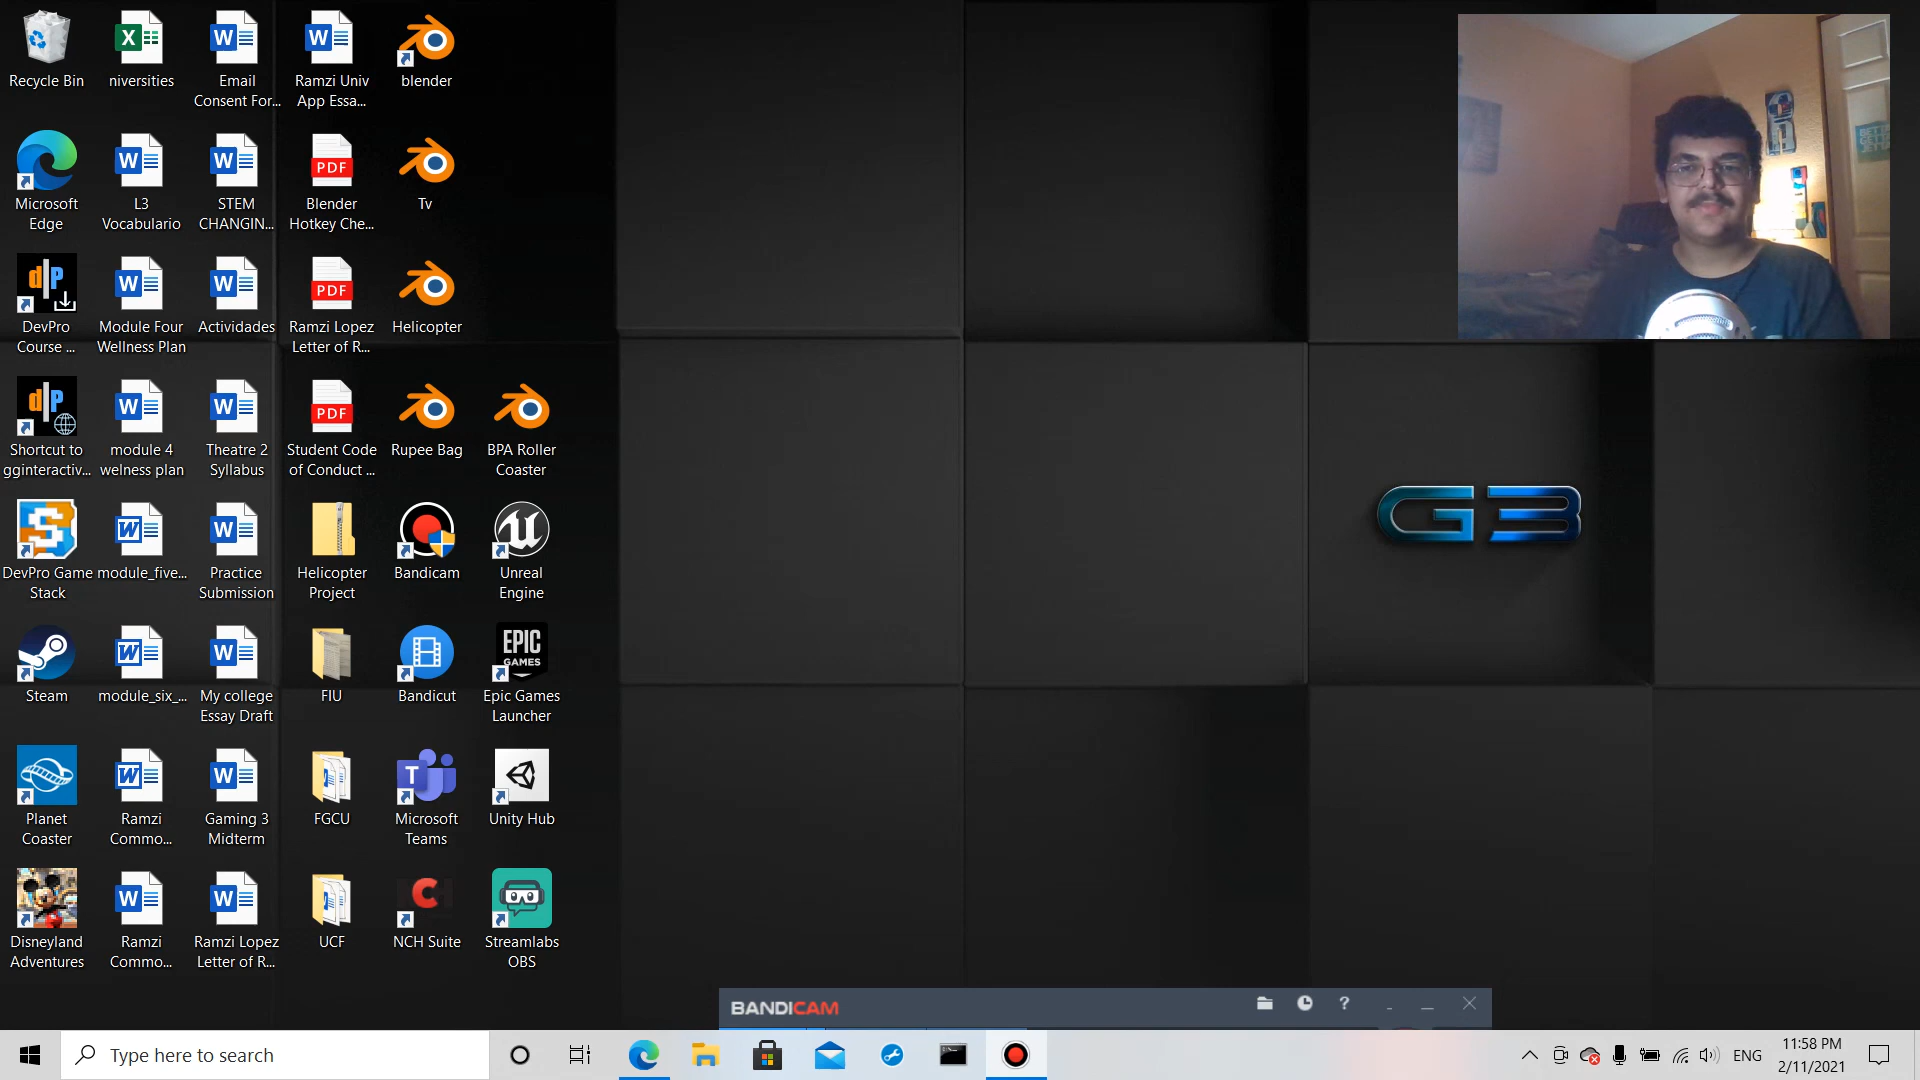 Recycle Bin
niversities
Email
Consent For...
Ramzi Univ
App Essa...
blender
Microsoft
Edge
L3
Vocabulario
STEM
CHANGIN...
PDF
Blender
Hotkey Che...
Tv
DevPro
Course ...
Module Four
Wellness Plan
Actividades
PDF
Ramzi Lopez
Letter of R...
Helicopter
Shortcut to
gginteractiv...
module 4
welness plan
Theatre 2
Syllabus
PDF
Student Code
of Conduct ...
Rupee Bag
BPA Roller
Coaster
DevPro Game
Stack
module_five...
Practice
Submission
Helicopter
Project
Bandicam
Unreal
Engine
Steam
module_six_...
My college
Essay Draft
FIU
Bandicut
EPIC
GAMES
Epic Games
Launcher
Planet
Coaster
Ramzi
Commo...
Gaming 3
Midterm
FGCU
Microsoft
Teams
Unity Hub
Disneyland
Adventures
Ramzi
Commo...
Ramzi Lopez
Letter of R...
UCF
NCH Suite
Streamlabs
OBS
G3
BANDICAM
Type here to search
ENG
11:58 PM
2/11/2021